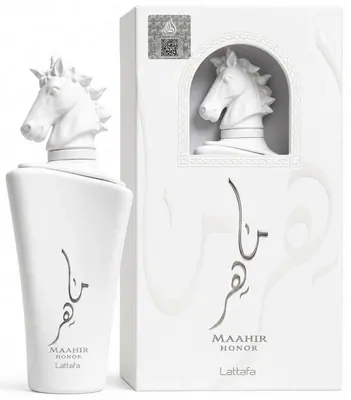 ماهر
MAAHIR
HONOR
Lattafa
ماهر
MAAHIR
HONOR
Lattafa